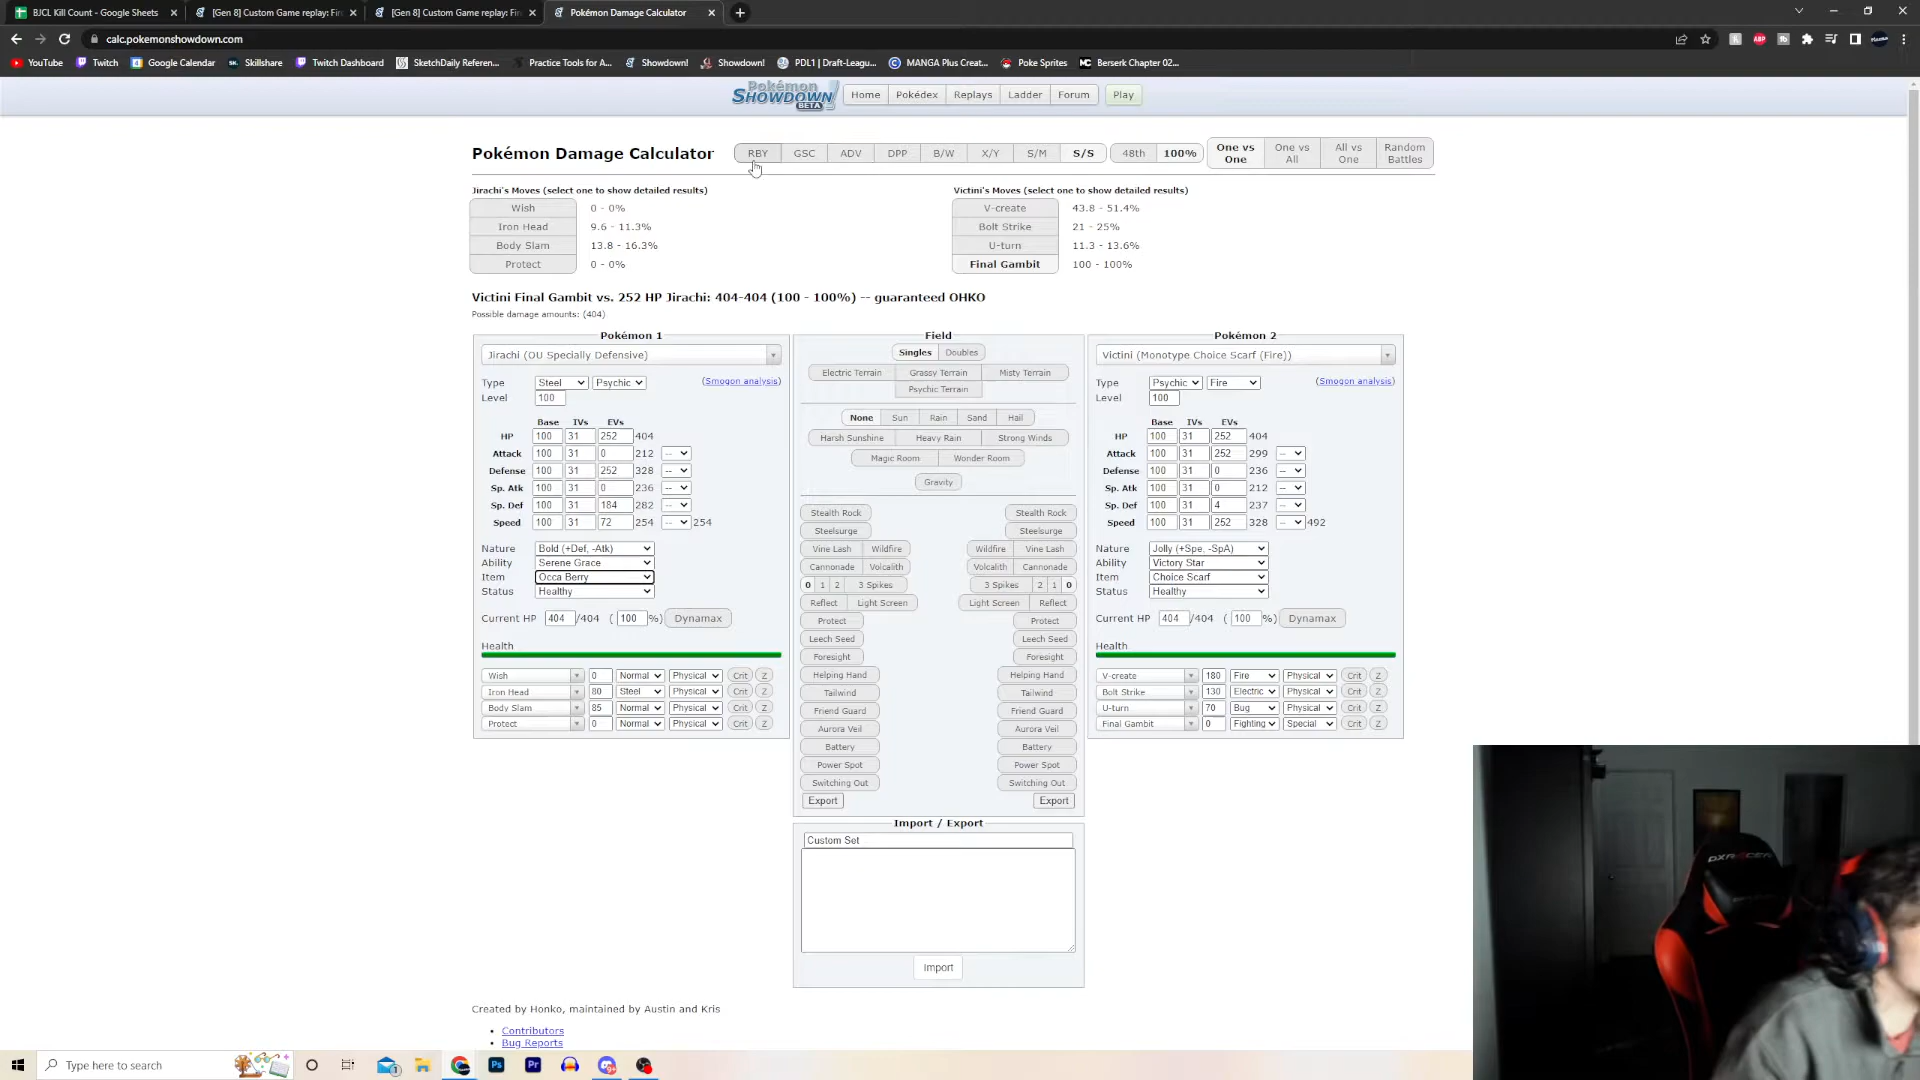 BJCL Kill Count - Google Sheets
[Gen 8] Custom Game replay: Fire
[Gen 8] Custom Game replay: Fir
Pokémon Damage Calculator
calc.pokemonshowdown.com
YouTube Twitch Google Calendar Skillshare Twitch Dashboard SketchDaily Referen... Practice Tools for A... Showdown! Showdown! PDL1 | Draft-Leagu... MANGA Plus Creat... Poke Sprites Berserk Chapter 02...
Pokémon SHOWDOWN BETA Home Pokédex Replays Ladder Forum Play
Pokémon Damage Calculator RBY GSC ADV DPP B/W X/Y S/M S/S 48th 100% One vs One One vs All All vs One Random Battles
Jirachi's Moves (select one to show detailed results)
Wish 0 - 0%
Iron Head 9.6 - 11.3%
Body Slam 13.8 - 16.3%
Protect 0 - 0%
Victini's Moves (select one to show detailed results)
V-create 43.8 - 51.4%
Bolt Strike 21 - 25%
U-turn 11.3 - 13.6%
Final Gambit 100 - 100%
Victini Final Gambit vs. 252 HP Jirachi: 404-404 (100 - 100%) -- guaranteed OHKO
Possible damage amounts: (404)
Pokémon 1
Jirachi (OU Specially Defensive)
Type Steel Psychic (Smogon analysis)
Level 100
Base IVs EVs
HP 100 31 252 404
Attack 100 31 0 212 --
Defense 100 31 252 328 --
Sp. Atk 100 31 0 236 --
Sp. Def 100 31 184 282 --
Speed 100 31 72 254 -- 254
Nature Bold (+Def, -Atk)
Ability Serene Grace
Item Occa Berry
Status Healthy
Current HP 404 /404 ( 100 %) Dynamax
Health
Wish 0 Normal Physical Crit Z
Iron Head 80 Steel Physical Crit Z
Body Slam 85 Normal Physical Crit Z
Protect 0 Normal Physical Crit Z
Field
Singles Doubles
Electric Terrain Grassy Terrain Misty Terrain
Psychic Terrain
None Sun Rain Sand Hail
Harsh Sunshine Heavy Rain Strong Winds
Magic Room Wonder Room
Gravity
Stealth Rock Stealth Rock
Steelsurge Steelsurge
Vine Lash Wildfire Wildfire Vine Lash
Cannonade Volcalith Volcalith Cannonade
0 1 2 3 Spikes 3 Spikes 2 1 0
Reflect Light Screen Light Screen Reflect
Protect Protect
Leech Seed Leech Seed
Foresight Foresight
Helping Hand Helping Hand
Tailwind Tailwind
Friend Guard Friend Guard
Aurora Veil Aurora Veil
Battery Battery
Power Spot Power Spot
Switching Out Switching Out
Export Export
Pokémon 2
Victini (Monotype Choice Scarf (Fire))
Type Psychic Fire (Smogon analysis)
Level 100
Base IVs EVs
HP 100 31 252 404
Attack 100 31 252 299 --
Defense 100 31 0 236 --
Sp. Atk 100 31 0 212 --
Sp. Def 100 31 4 237 --
Speed 100 31 252 328 -- 492
Nature Jolly (+Spe, -SpA)
Ability Victory Star
Item Choice Scarf
Status Healthy
Current HP 404 /404 ( 100 %) Dynamax
Health
V-create 180 Fire Physical Crit Z
Bolt Strike 130 Electric Physical Crit Z
U-turn 70 Bug Physical Crit Z
Final Gambit 0 Fighting Special Crit Z
Import / Export
Custom Set
Import
Created by Honko, maintained by Austin and Kris
Contributors
Bug Reports
Type here to search
DXRACER